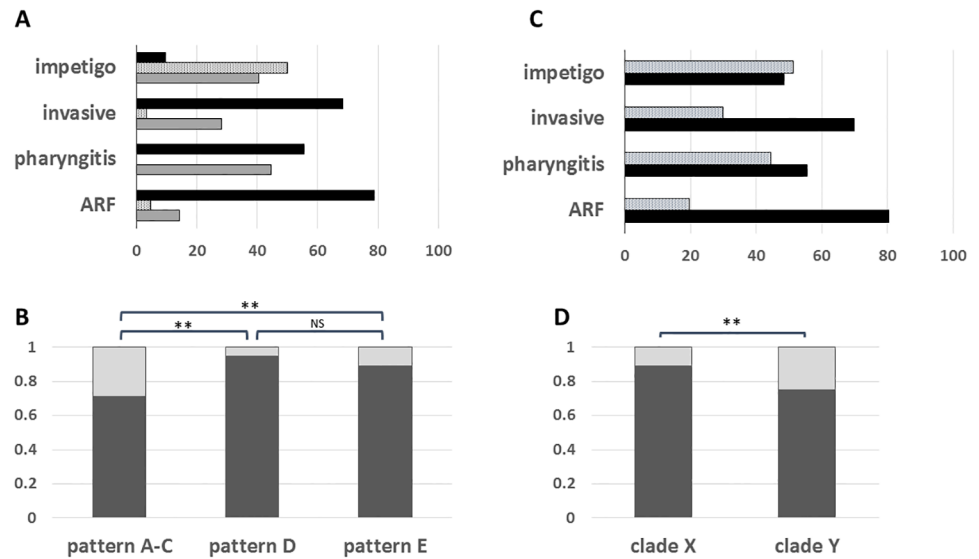 A
impetigo
invasive
pharyngitis
ARF
0 20 40 60 80 100
C
impetigo
invasive
pharyngitis
ARF
0 20 40 60 80 100
B
**
**
NS
1
0.8
0.6
0.4
0.2
0
pattern A-C pattern D pattern E
D
**
1
0.8
0.6
0.4
0.2
0
clade X clade Y